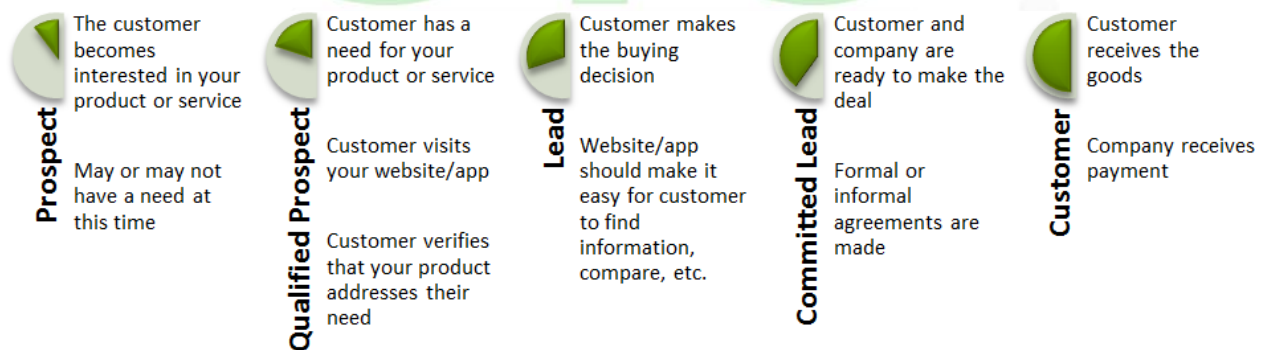 Prospect
The customer
becomes
interested in your
product or service
May or may not
have a need at
this time
Qualified Prospect
Customer has a
need for your
product or service
Customer visits
your website/app
Customer verifies
that your product
addresses their
need
Lead
Customer makes
the buying
decision
Website/app
should make it
easy for customer
to find
information,
compare, etc.
Committed Lead
Customer and
company are
ready to make the
deal
Formal or
informal
agreements are
made
Customer
Customer
receives the
goods
Company receives
payment